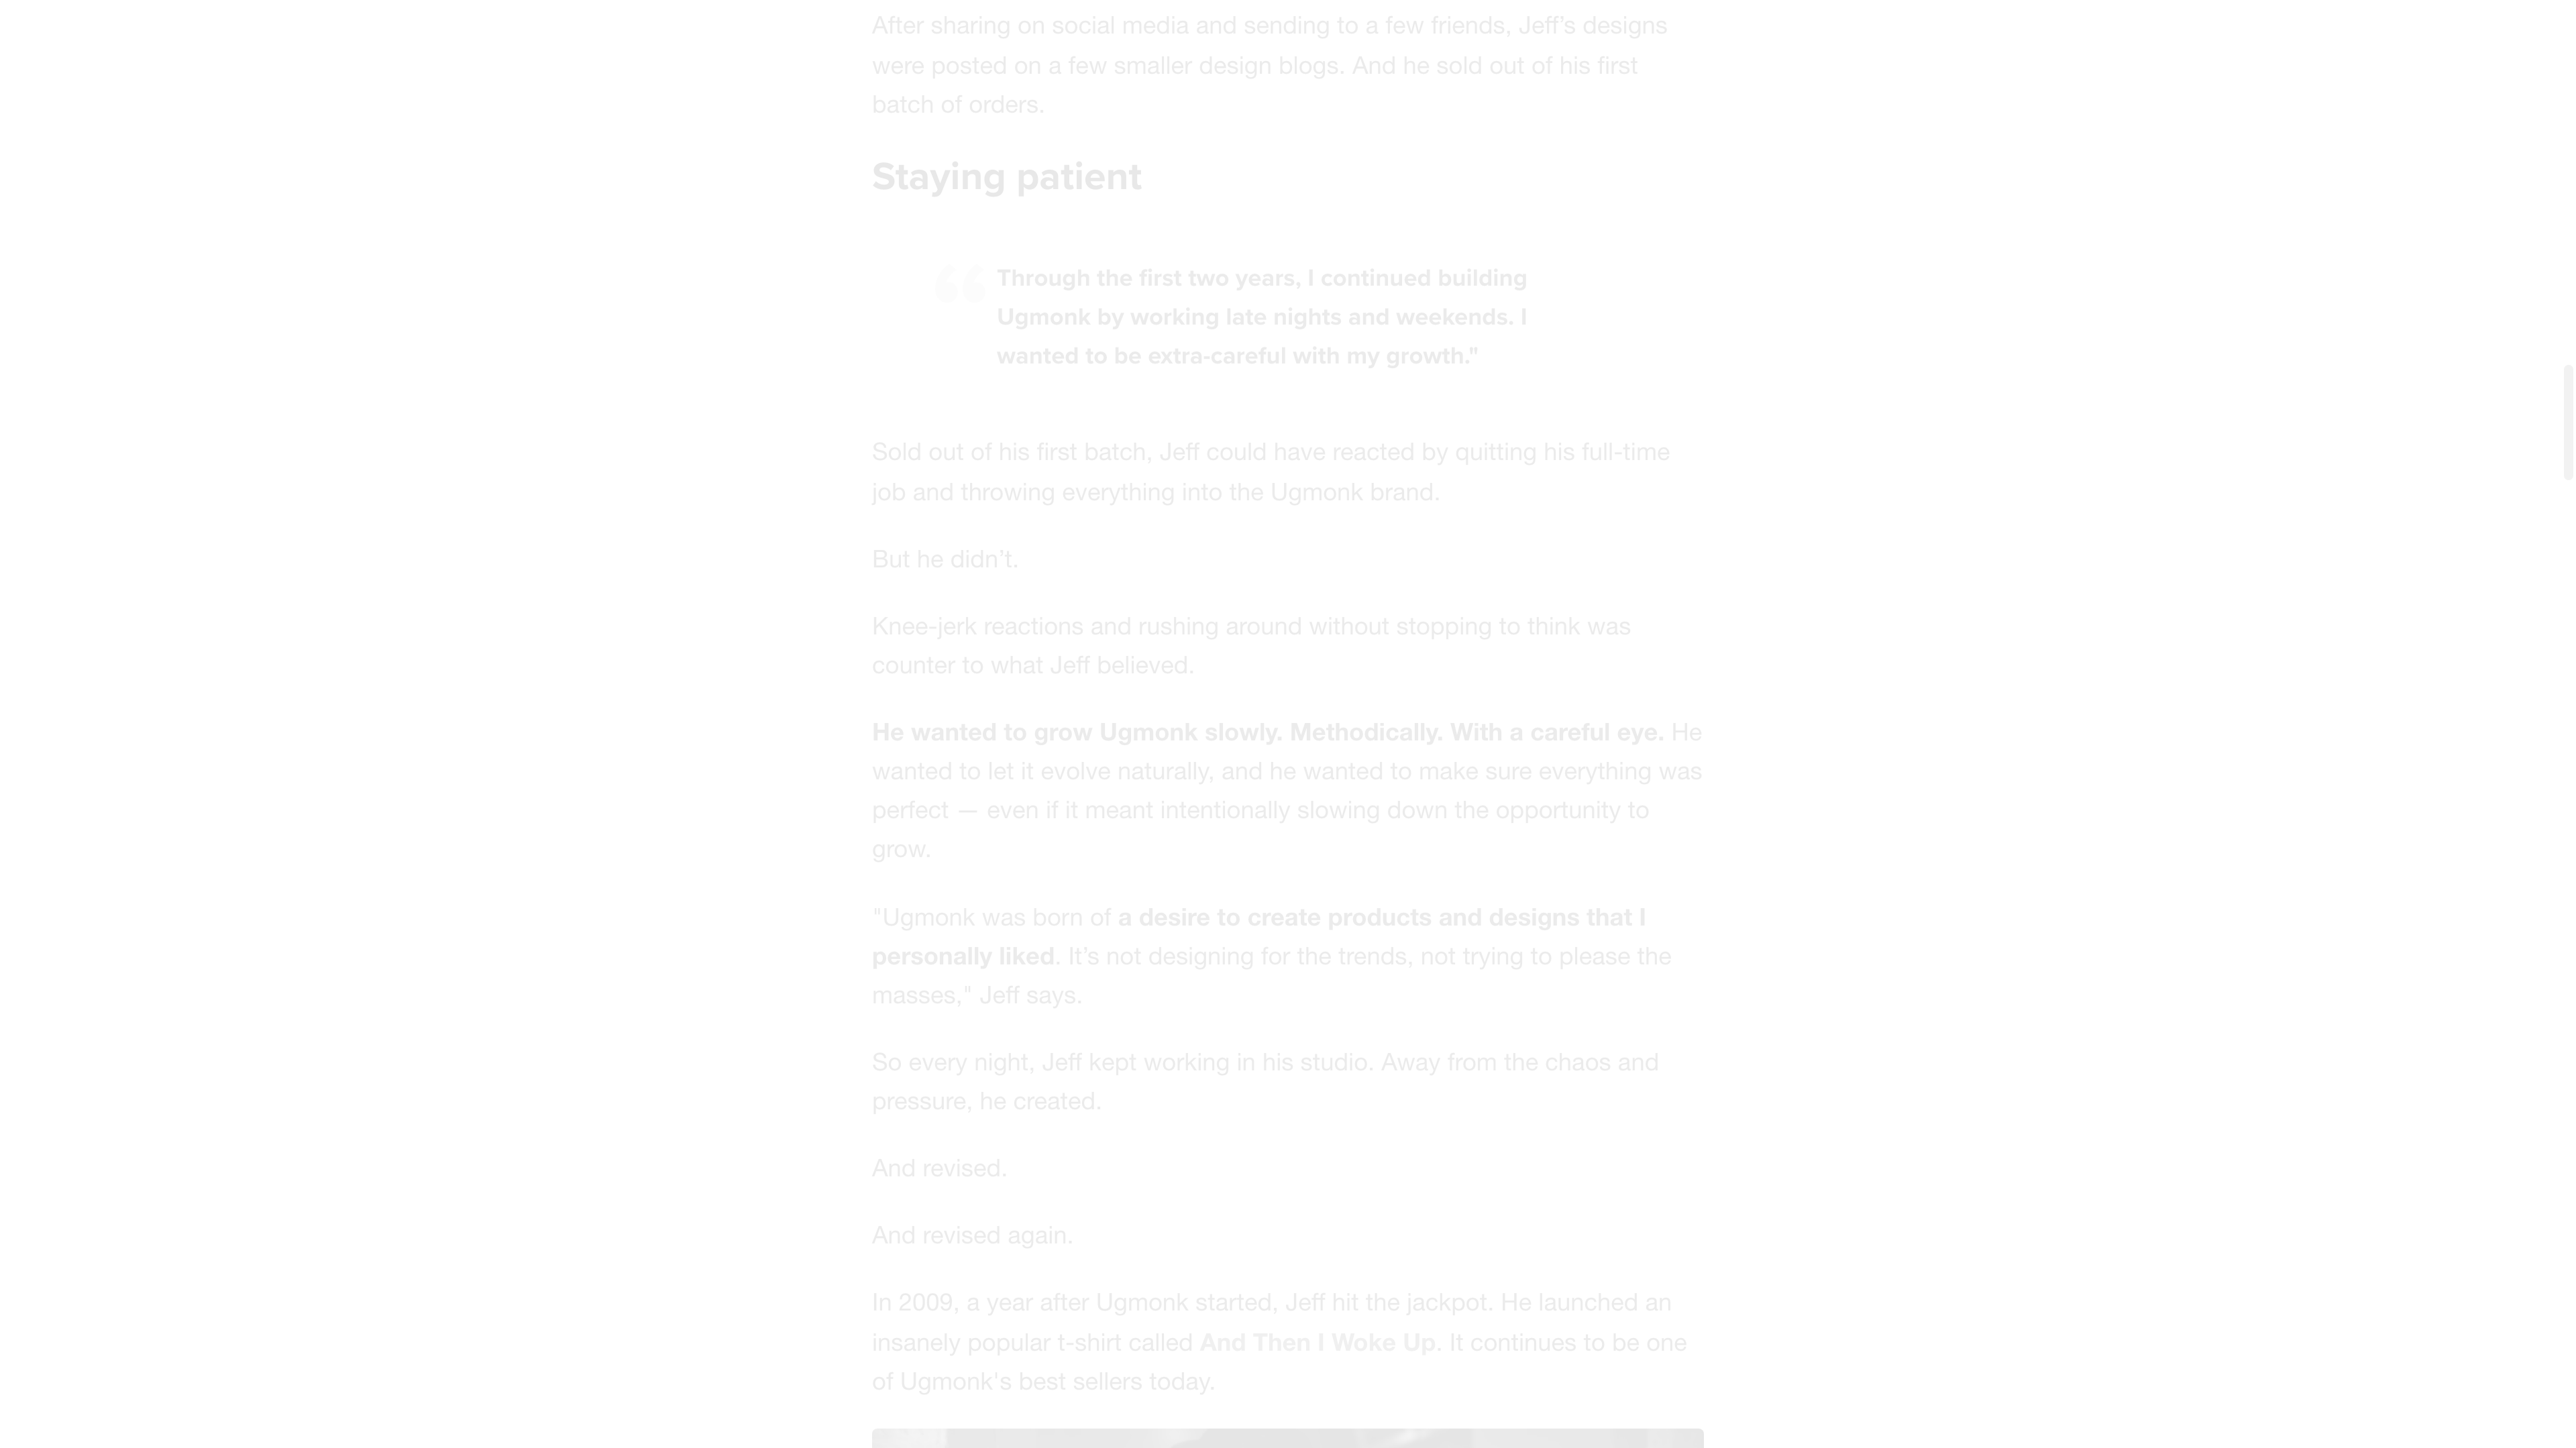 After sharing on social media and sending to a few friends, Jeff’s designs
were posted on a few smaller design blogs. And he sold out of his first
batch of orders.
Staying patient
“
Through the first two years, I continued building
Ugmonk by working late nights and weekends. I
wanted to be extra-careful with my growth."
Sold out of his first batch, Jeff could have reacted by quitting his full-time
job and throwing everything into the Ugmonk brand.
But he didn’t.
Knee-jerk reactions and rushing around without stopping to think was
counter to what Jeff believed.
He wanted to grow Ugmonk slowly. Methodically. With a careful eye. He
wanted to let it evolve naturally, and he wanted to make sure everything was
perfect — even if it meant intentionally slowing down the opportunity to
grow.
"Ugmonk was born of a desire to create products and designs that I
personally liked. It’s not designing for the trends, not trying to please the
masses," Jeff says.
So every night, Jeff kept working in his studio. Away from the chaos and
pressure, he created.
And revised.
And revised again.
In 2009, a year after Ugmonk started, Jeff hit the jackpot. He launched an
insanely popular t-shirt called And Then I Woke Up. It continues to be one
of Ugmonk's best sellers today.